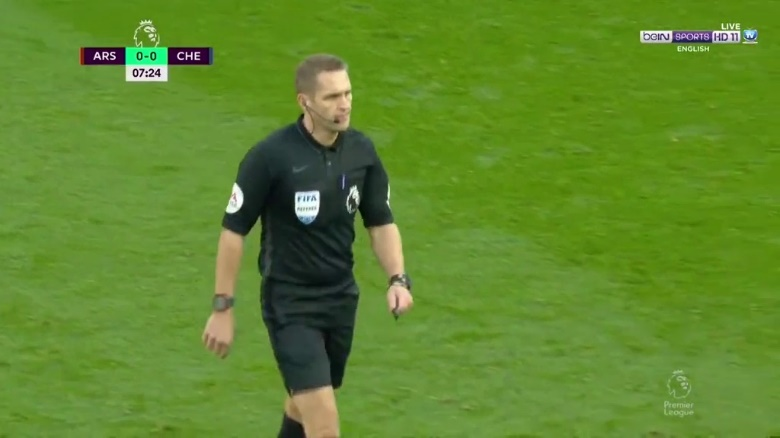 ARS 0-0 CHE
07:24
LIVE
beIN SPORTS HD 11
ENGLISH
FIFA
REFEREE
Premier
League